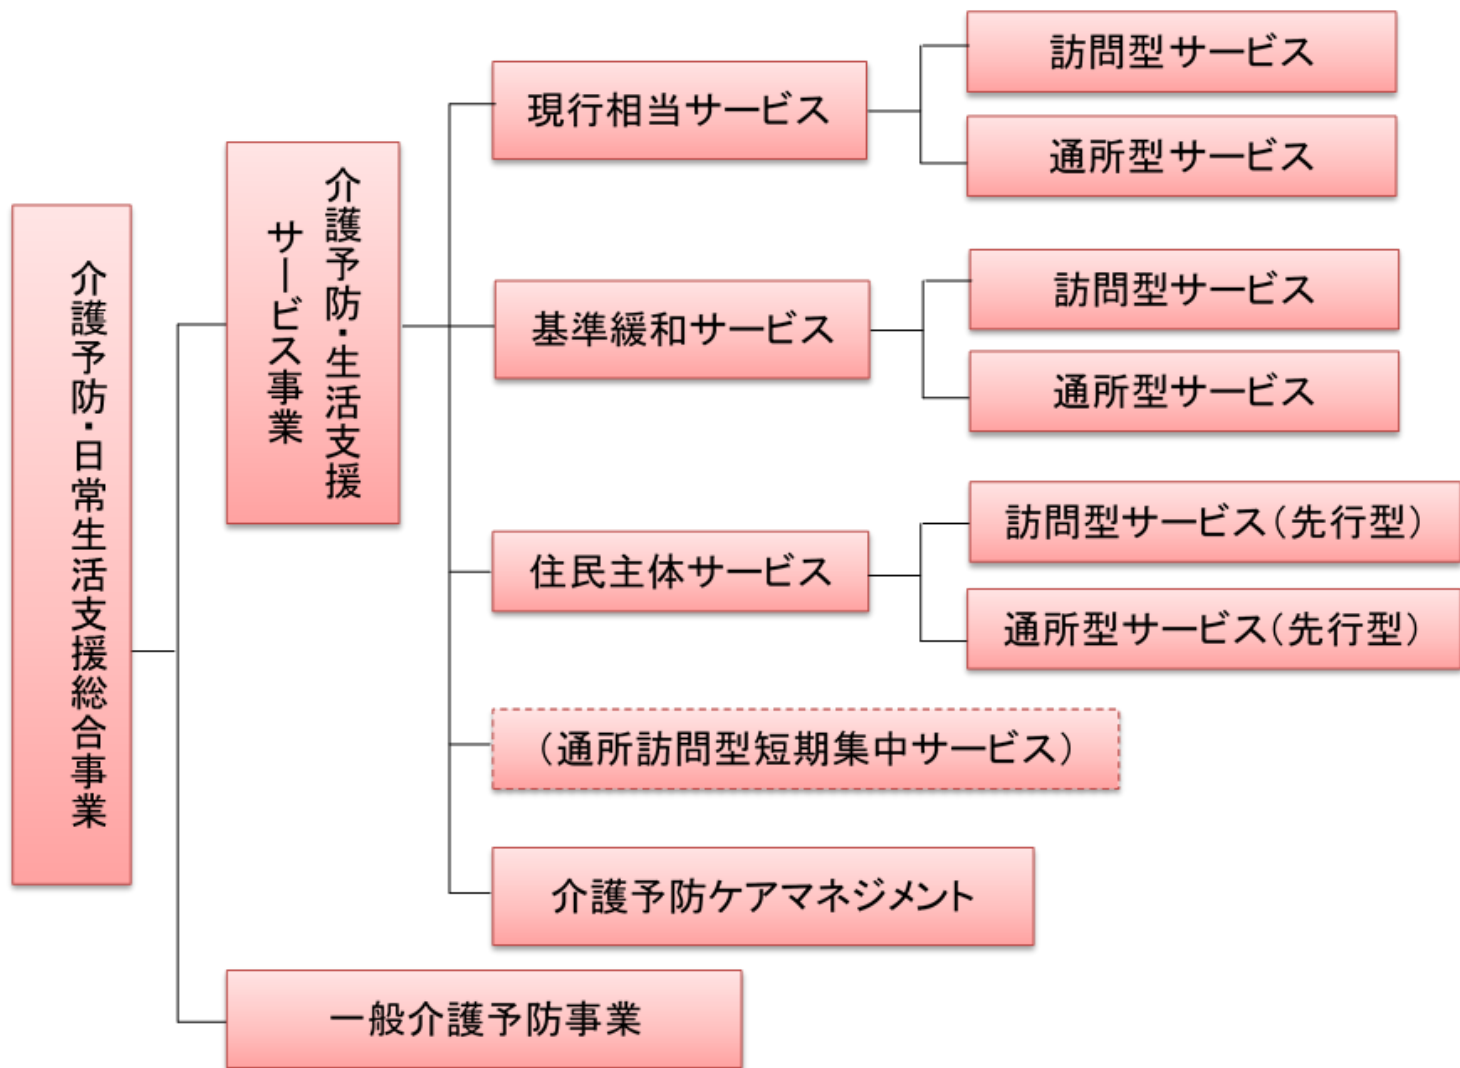 介護予防・日常生活支援総合事業
介護予防・生活支援
サービス事業
現行相当サービス
訪問型サービス
通所型サービス
基準緩和サービス
訪問型サービス
通所型サービス
住民主体サービス
訪問型サービス（先行型）
通所型サービス（先行型）
（通所訪問型短期集中サービス）
介護予防ケアマネジメント
一般介護予防事業